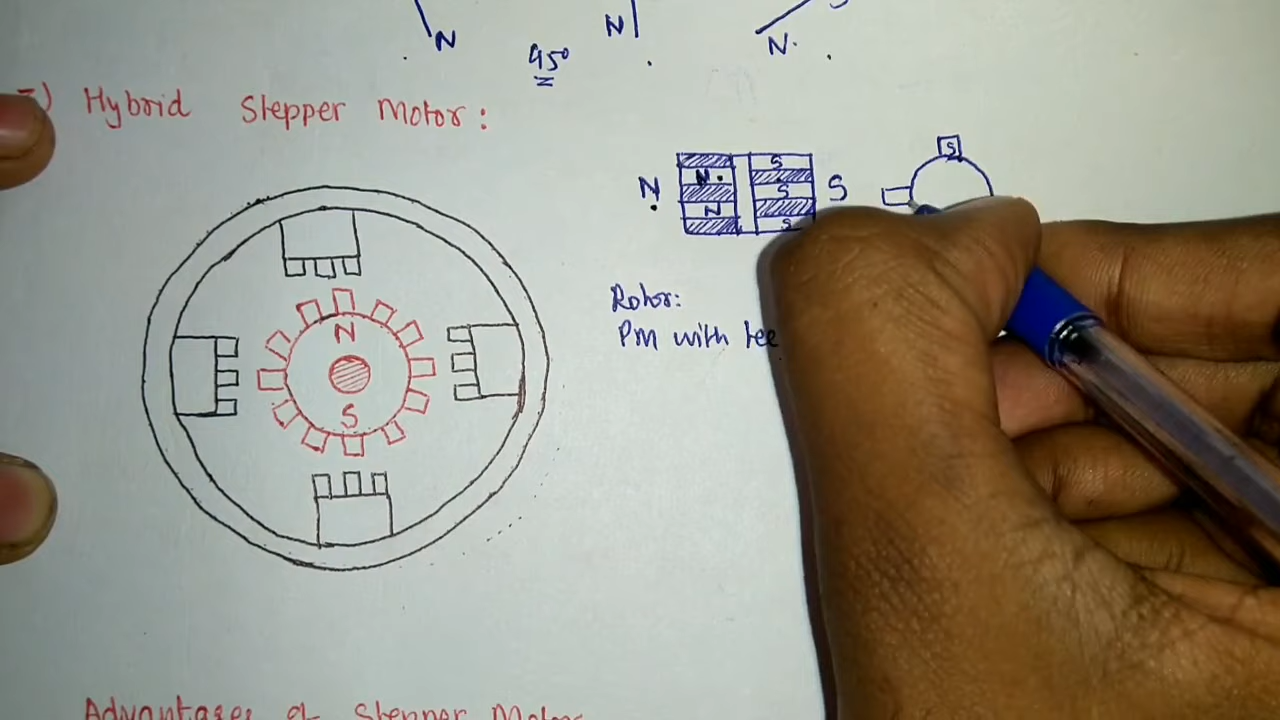 N
N
N.
45°
Hybrid Stepper Motor:
N
N
N
S
S
S
S
S
N
S
Rotor:
PM with tee
Advantages of Stepper Motor